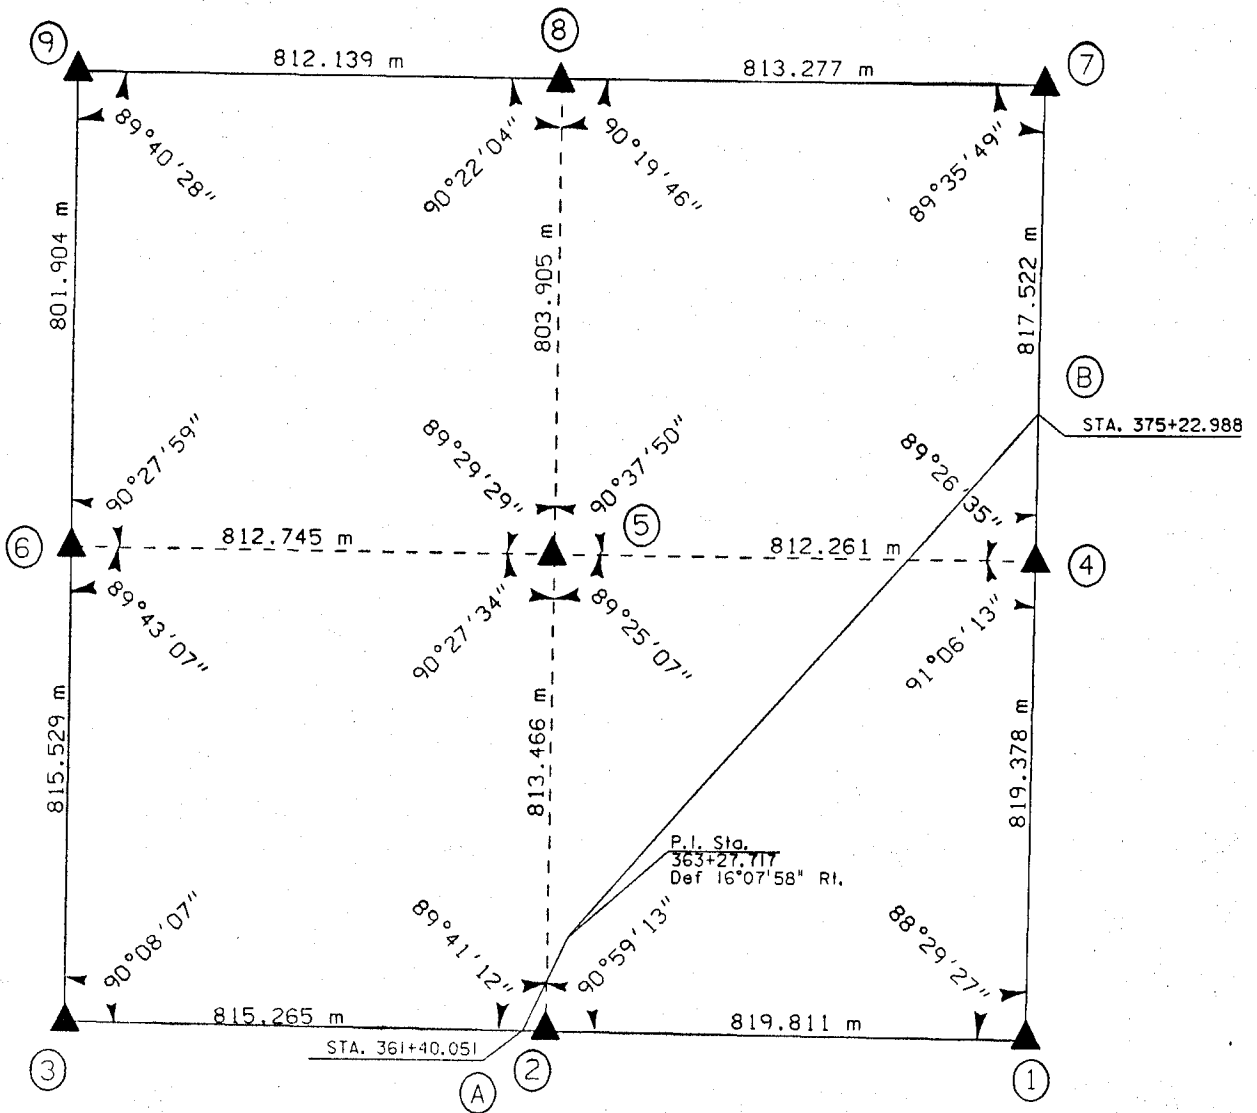 9
8
7
812.139 m
813.277 m
89°40'28"
90°22'04"
90°19'46"
89°35'49"
801.904 m
803.905 m
817.522 m
B
STA. 375+22.988
90°27'59"
89°29'29"
90°37'50"
89°26'35"
6
812.745 m
5
812.261 m
4
89°43'07"
90°27'34"
89°25'07"
91°06'13"
815.529 m
813.466 m
819.378 m
P.I. Sta.
363+27.717
Def 16°07'58" Rt.
90°08'07"
89°41'12"
90°59'13"
88°29'27"
815.265 m
819.811 m
STA. 361+40.051
3
A
2
1